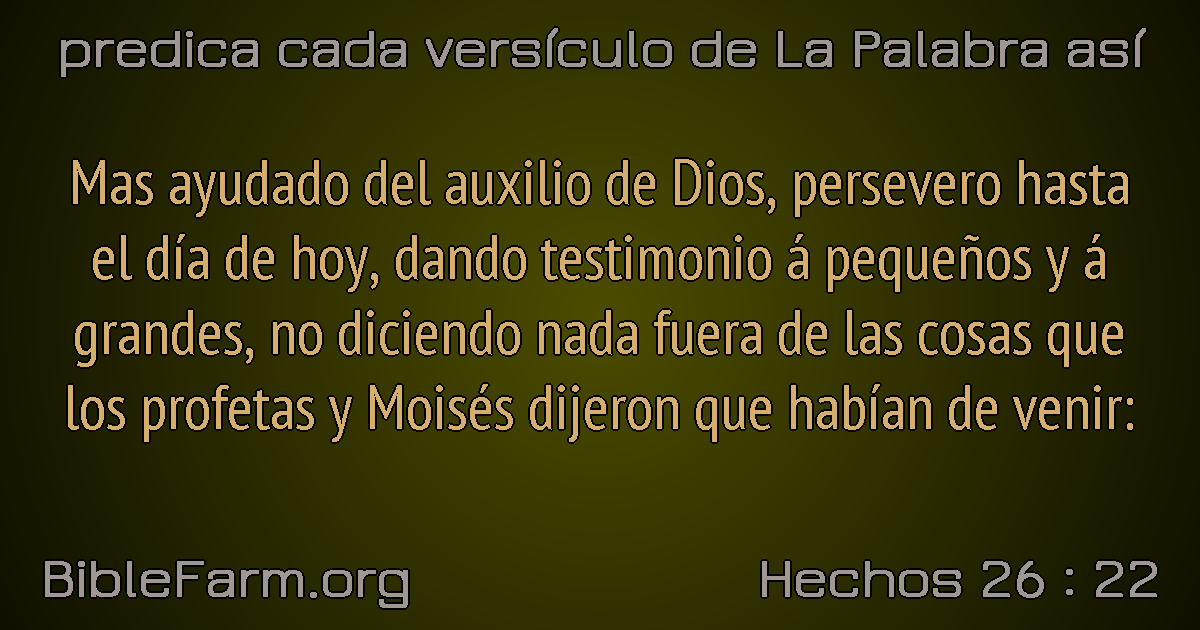 predica cada versículo de La Palabra así
Mas ayudado del auxilio de Dios, persevero hasta
el día de hoy, dando testimonio á pequeños y á
grandes, no diciendo nada fuera de las cosas que
los profetas y Moisés dijeron que habían de venir:
BibleFarm.org
Hechos 26 : 22